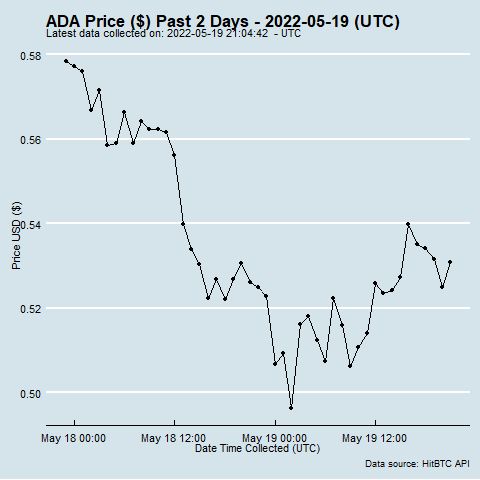 ADA Price ($) Past 2 Days - 2022-05-19 (UTC)
Latest data collected on: 2022-05-19 21:04:42 - UTC
0.58
0.56
0.54
0.52
0.50
Price USD ($)
May 18 00:00 May 18 12:00 May 19 00:00 May 19 12:00
Date Time Collected (UTC)
Data source: HitBTC API